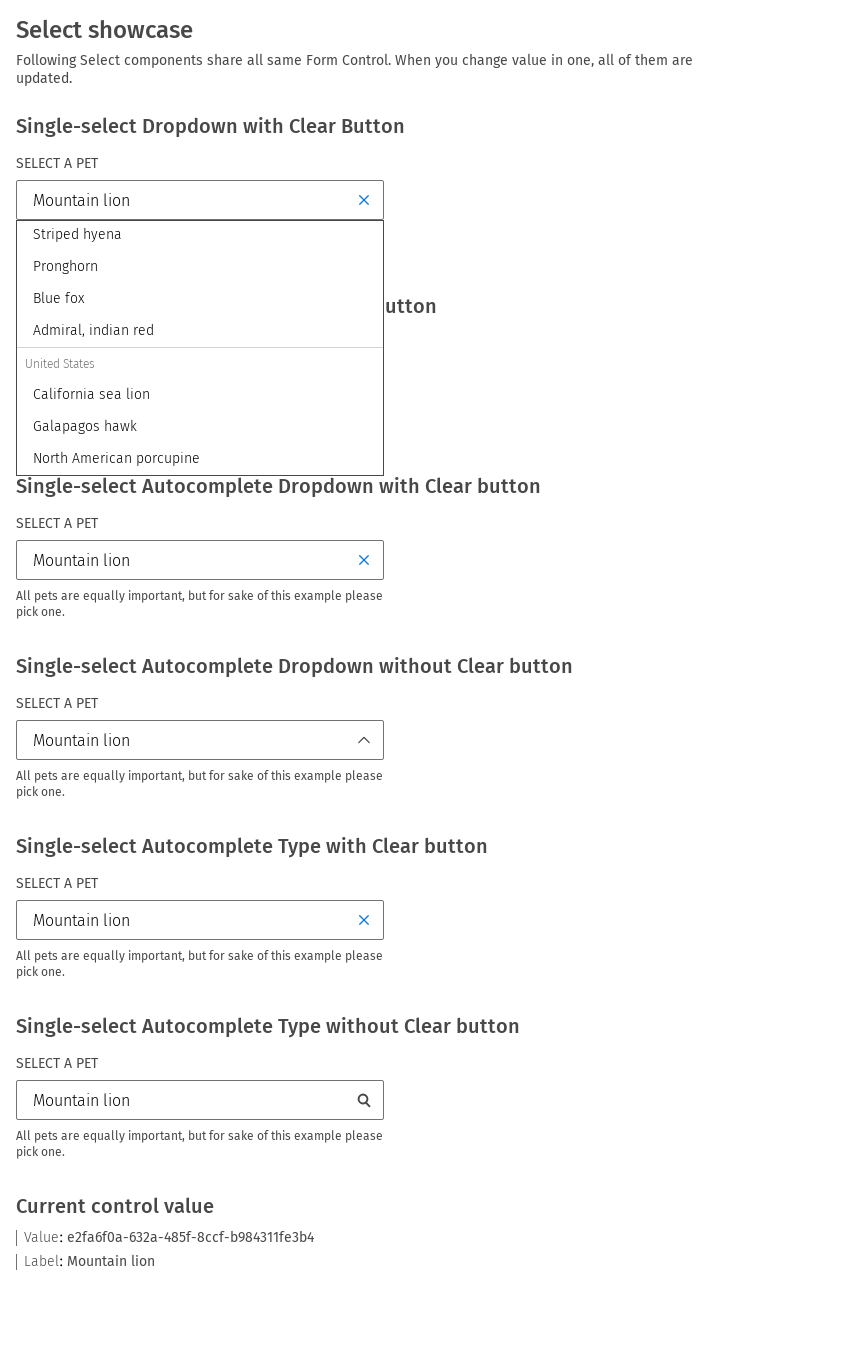 Select showcase
Following Select components share all same Form Control. When you change value in one, all of them are
updated.
Single-select Dropdown with Clear Button
SELECT A PET
Mountain lion
Striped hyena
Pronghorn
Blue fox
utton
Admiral, indian red
United States
California sea lion
Galapagos hawk
North American porcupine
Single-select Autocomplete Dropdown with Clear button
SELECT A PET
Mountain lion
All pets are equally important, but for sake of this example please
pick one.
Single-select Autocomplete Dropdown without Clear button
SELECT A PET
Mountain lion
All pets are equally important, but for sake of this example please
pick one.
Single-select Autocomplete Type with Clear button
SELECT A PET
Mountain lion
All pets are equally important, but for sake of this example please
pick one.
Single-select Autocomplete Type without Clear button
SELECT A PET
Mountain lion
All pets are equally important, but for sake of this example please
pick one.
Current control value
Value: e2fa6f0a-632a-485f-8ccf-b984311fe3b4
Label: Mountain lion